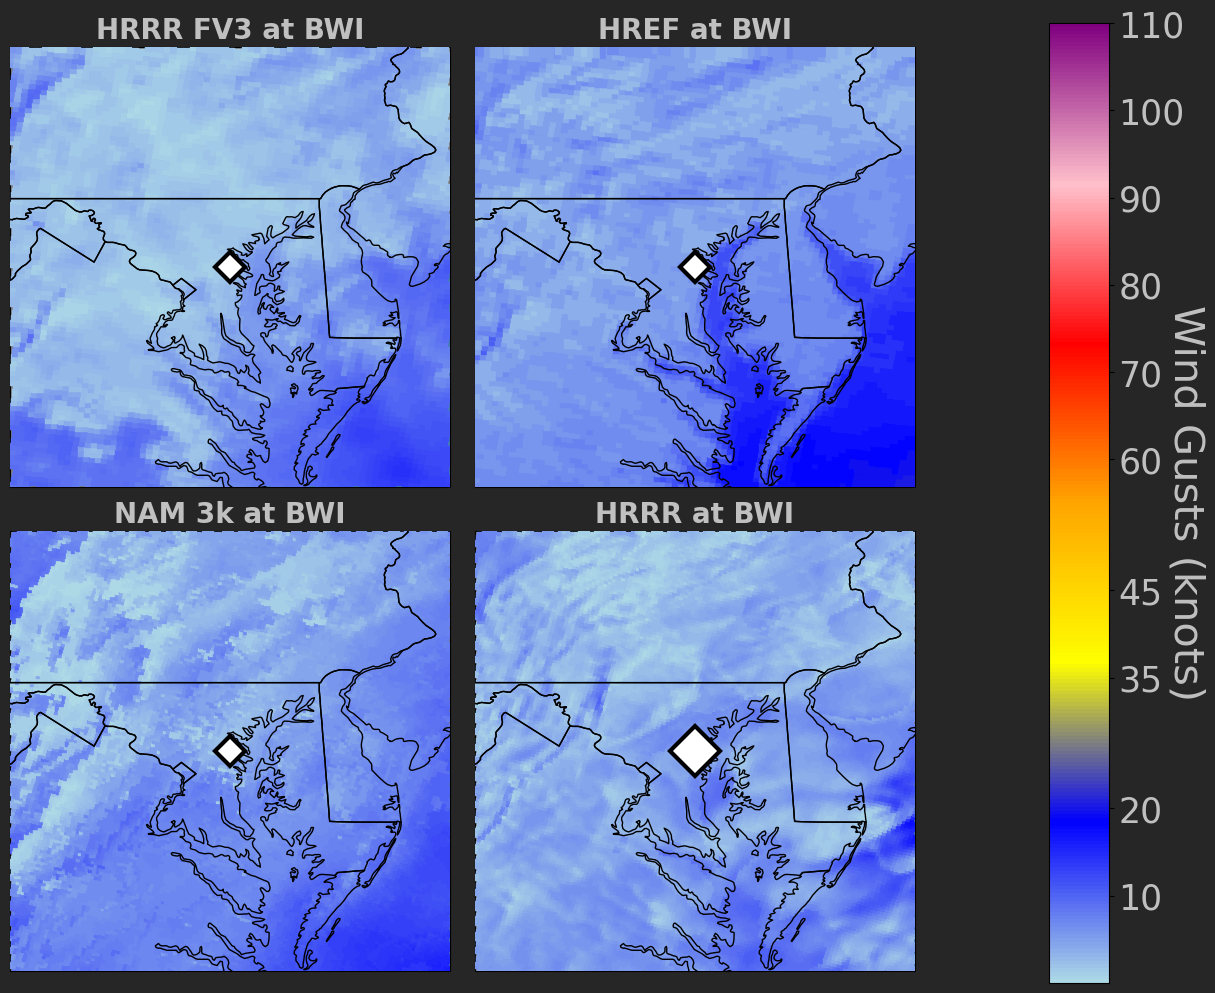 HRRR FV3 at BWI
HREF at BWI
NAM 3k at BWI
HRRR at BWI
110
100
90
80
70
60
45
35
20
10
Wind Gusts (knots)